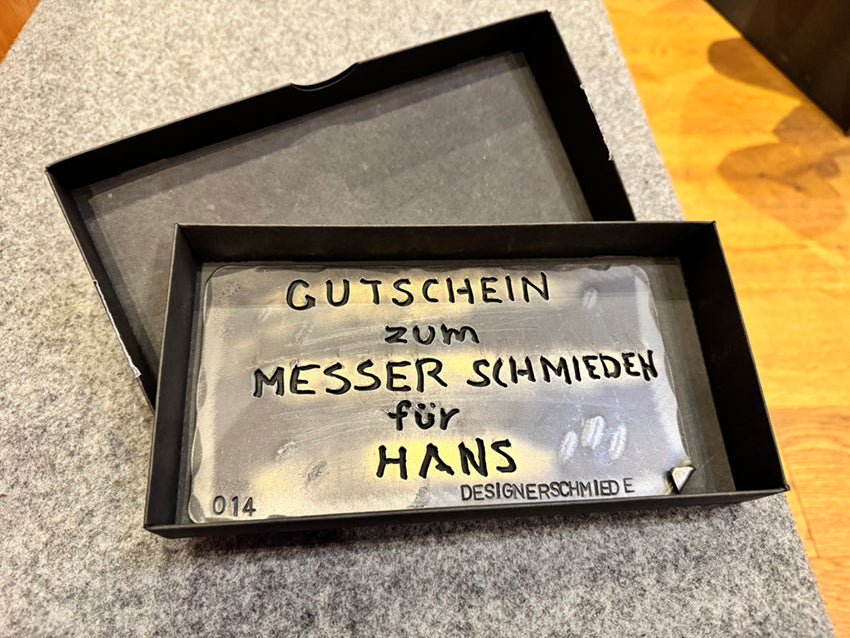 GUTSCHEIN
zum
MESSER SCHMIEDEN
für
HANS
014 DESIGNERSCHMIEDE